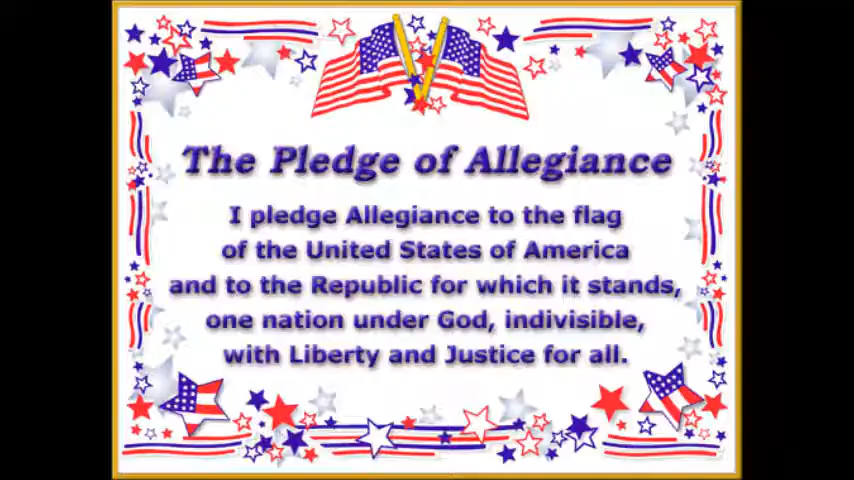 The Pledge of Allegiance
I pledge Allegiance to the flag
of the United States of America
and to the Republic for which it stands,
one nation under God, indivisible,
with Liberty and Justice for all.